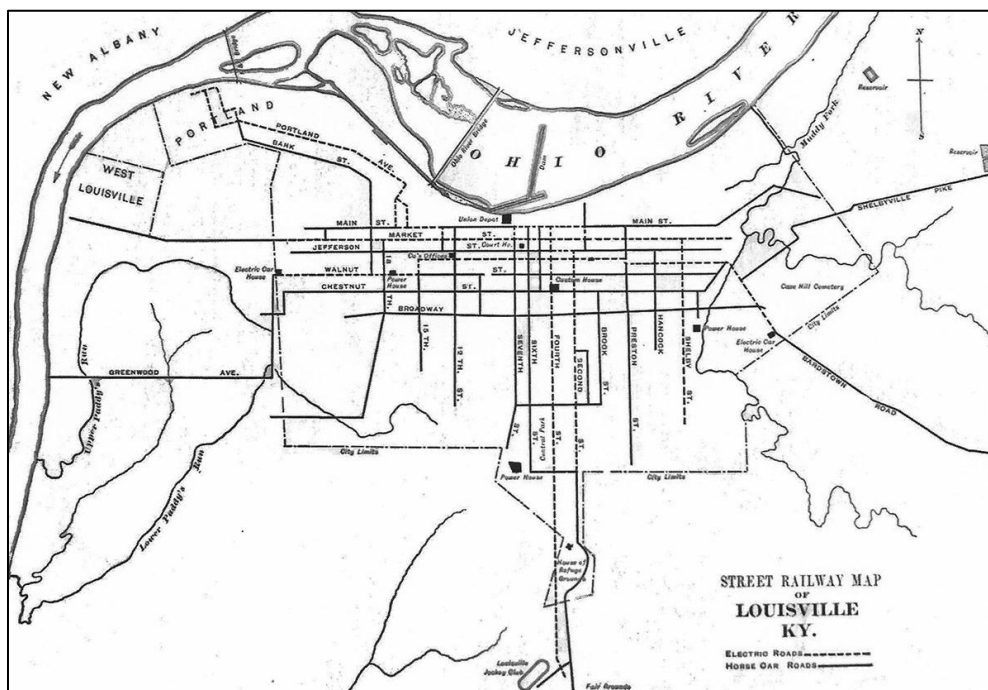 NEW ALBANY
JEFFERSONVILLE
OHIO RIVER
N
S
Reservoir
Reservoir
Muddy Fork
Bridge
PORTLAND
PORTLAND AVE.
BANK ST.
WEST LOUISVILLE
Ohio River Bridge
Dam
SHELBYVILLE PIKE
Union Depot
MAIN ST.
MAIN ST.
MARKET ST.
JEFFERSON ST.
Court Ho.
Co's Offices
Electric Car House
WALNUT ST.
Power House
Custom House
CHESTNUT ST.
BROADWAY
Cave Hill Cemetery
City Limits
Power House
Electric Car House
BARDSTOWN ROAD
18 TH.
15 TH.
12 TH. ST.
SEVENTH ST.
SIXTH ST.
FOURTH ST.
SECOND ST.
BROOK ST.
PRESTON ST.
HANCOCK
SHELBY ST.
GREENWOOD AVE.
Upper Paddy's Run
Lower Paddy's Run
Central Park
City Limits
City Limits
Power House
House of Refuge Grounds
Louisville Jockey Club
Fair Grounds
STREET RAILWAY MAP
OF
LOUISVILLE
KY.
ELECTRIC ROADS
HORSE CAR ROADS